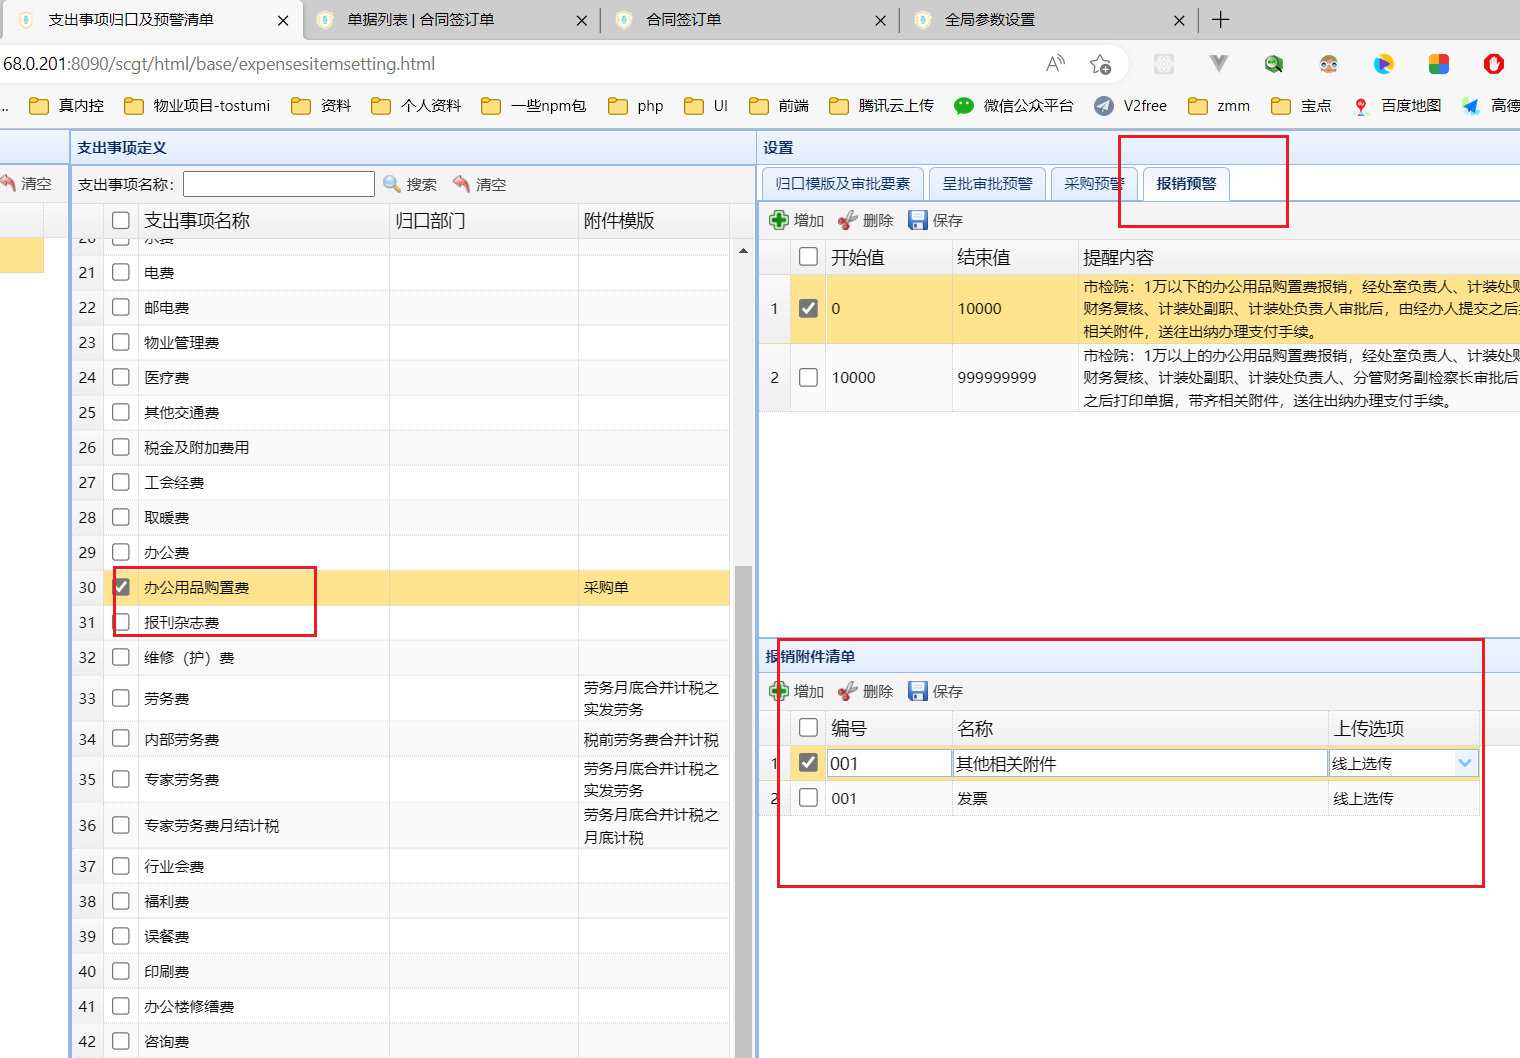 支出事项归口及预警清单
单据列表 | 合同签订单
合同签订单
全局参数设置
68.0.201:8090/scgt/html/base/expensesitemsetting.html
... 真内控 物业项目-tostumi 资料 个人资料 一些npm包 php UI 前端 腾讯云上传 微信公众平台 V2free zmm 宝点 百度地图 高德
清空
支出事项定义
支出事项名称: 搜索 清空
支出事项名称 归口部门 附件模版
21 电费
22 邮电费
23 物业管理费
24 医疗费
25 其他交通费
26 税金及附加费用
27 工会经费
28 取暖费
29 办公费
30 办公用品购置费 采购单
31 报刊杂志费
32 维修（护）费
33 劳务费 劳务月底合并计税之
实发劳务
34 内部劳务费 税前劳务费合并计税
35 专家劳务费 劳务月底合并计税之
实发劳务
36 专家劳务费月结计税 劳务月底合并计税之
月底计税
37 行业会费
38 福利费
39 误餐费
40 印刷费
41 办公楼修缮费
42 咨询费
设置
归口模版及审批要素 呈批审批预警 采购预警 报销预警
增加 删除 保存
开始值 结束值 提醒内容
1 0 10000 市检院：1万以下的办公用品购置费报销，经处室负责人、计装处财
财务复核、计装处副职、计装处负责人审批后，由经办人提交之后
相关附件，送往出纳办理支付手续。
2 10000 999999999 市检院：1万以上的办公用品购置费报销，经处室负责人、计装处财
财务复核、计装处副职、计装处负责人、分管财务副检察长审批后
之后打印单据，带齐相关附件，送往出纳办理支付手续。
报销附件清单
增加 删除 保存
编号 名称 上传选项
1 001 其他相关附件 线上选传
2 001 发票 线上选传